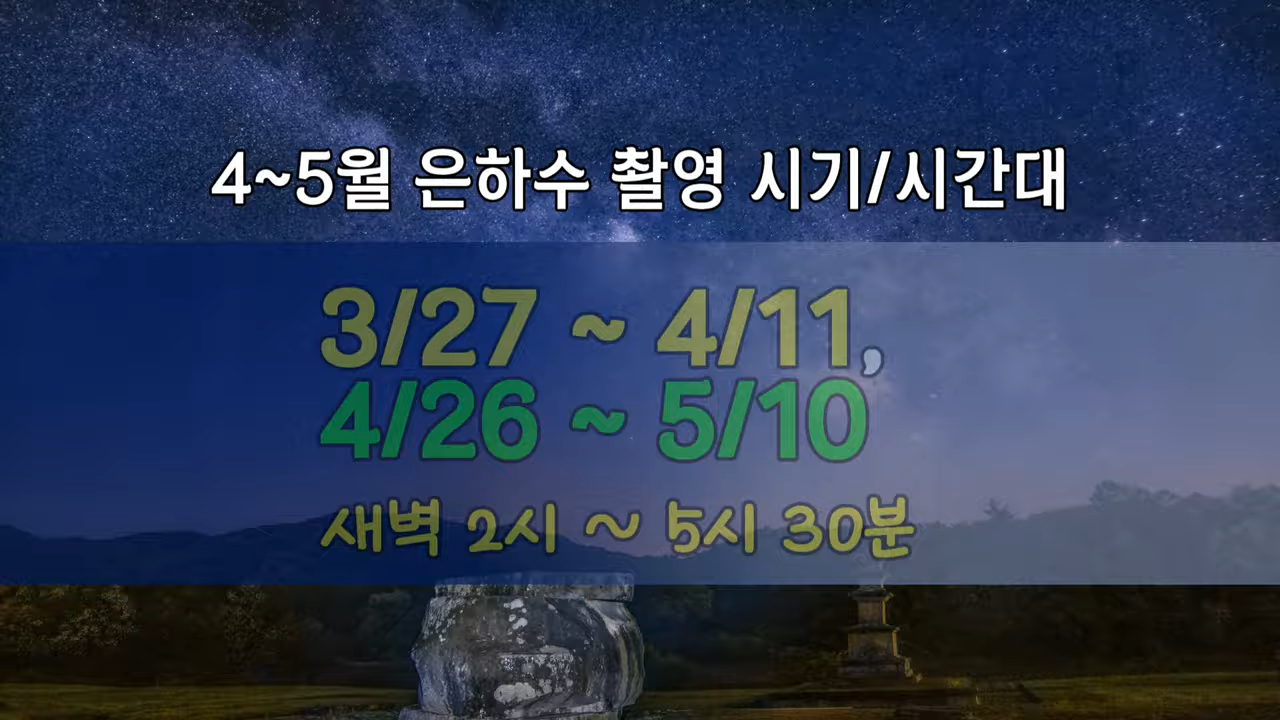 4~5월 은하수 촬영 시기/시간대
3/27 ~ 4/11,
4/26 ~ 5/10
새벽 2시 ~ 5시 30분